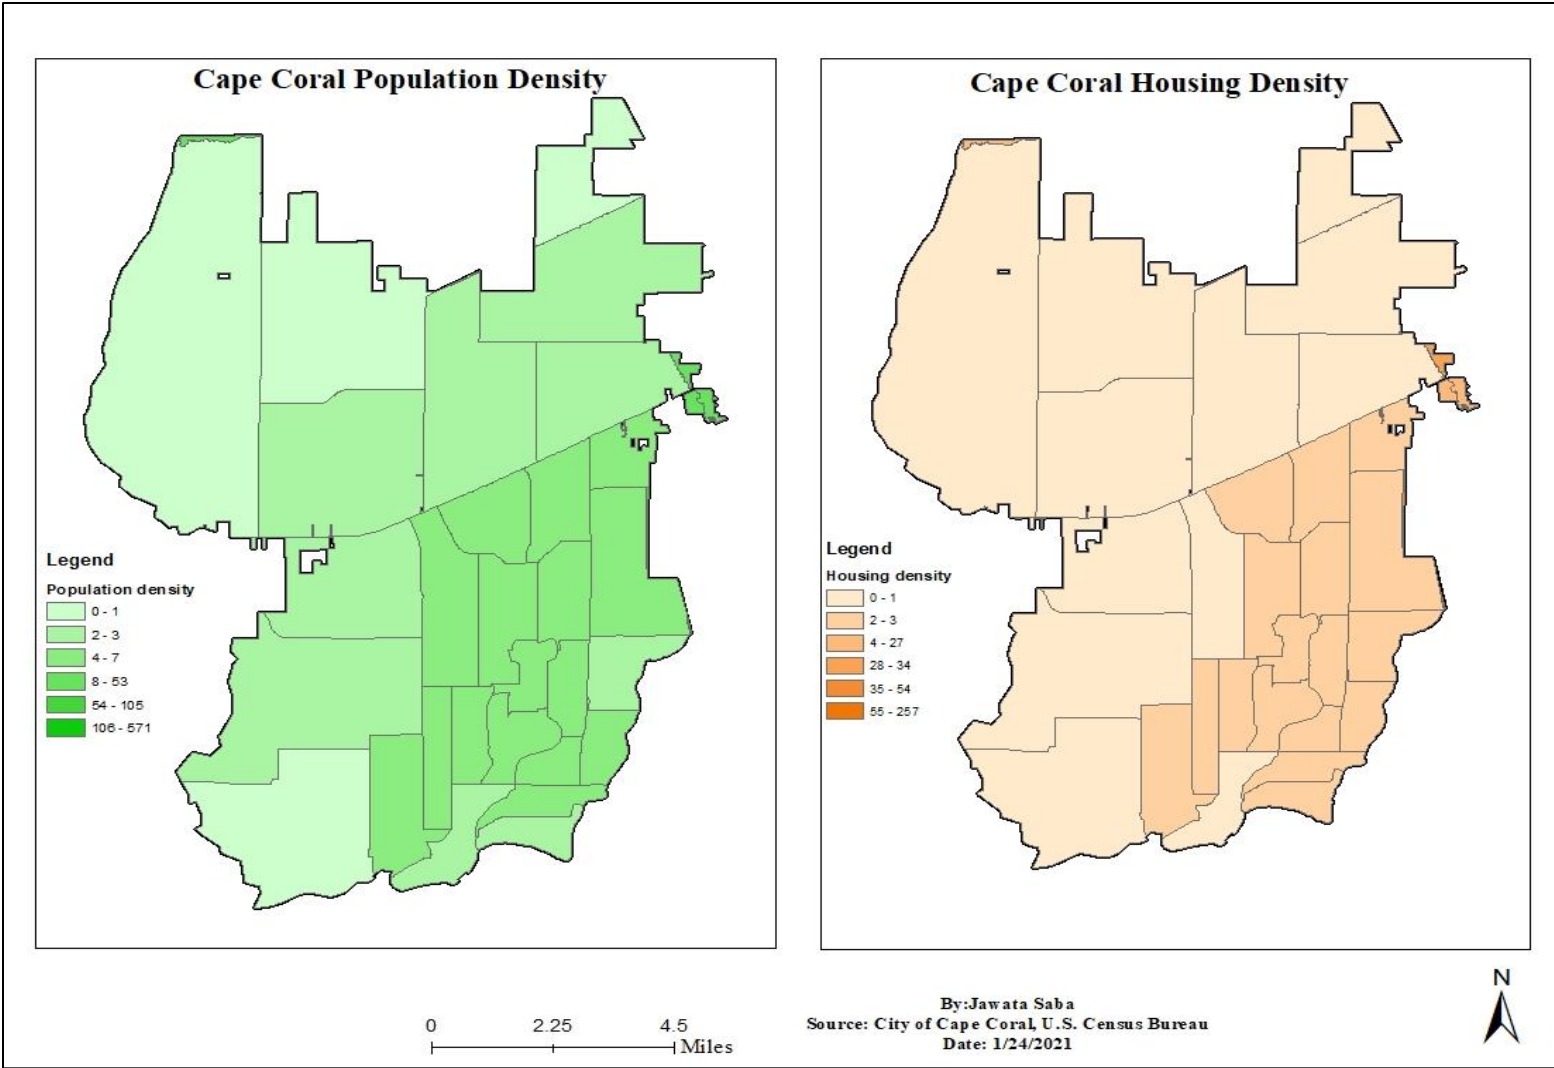 Cape Coral Population Density
Legend
Population density
0 - 1
2 - 3
4 - 7
8 - 53
54 - 105
106 - 571
Cape Coral Housing Density
Legend
Housing density
0 - 1
2 - 3
4 - 27
28 - 34
35 - 54
55 - 257
0 2.25 4.5
Miles
By:Jawata Saba
Source: City of Cape Coral, U.S. Census Bureau
Date: 1/24/2021
N